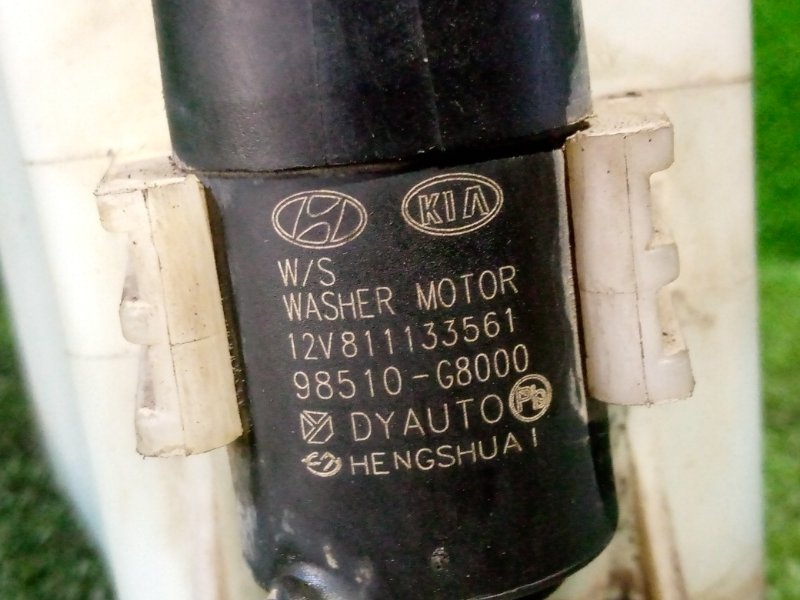 KIA
W/S
WASHER MOTOR
12V811133561
98510-G8000
DYAUTO Pb
HENGSHUAI